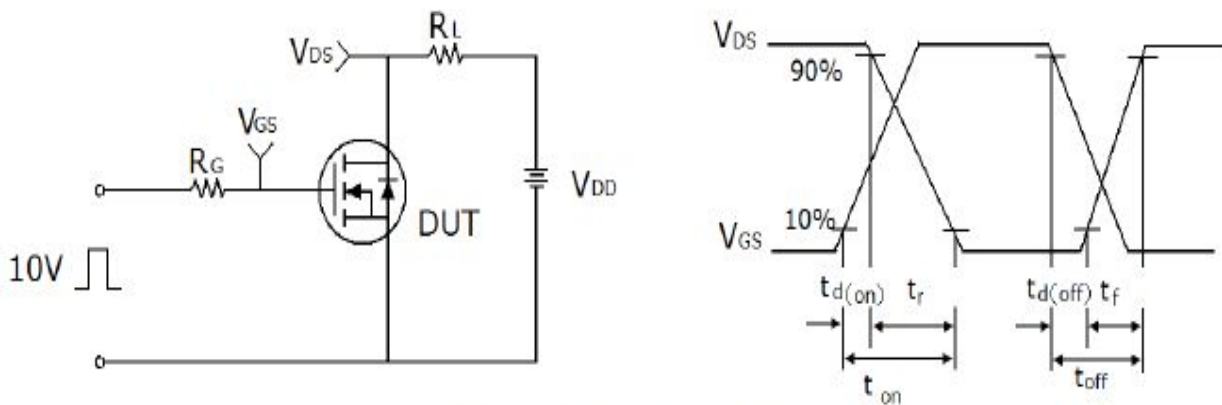 RL
VDS
VGS
RG
VDD
DUT
10V
VDS
90%
10%
VGS
td(on) tr td(off) tf
ton toff